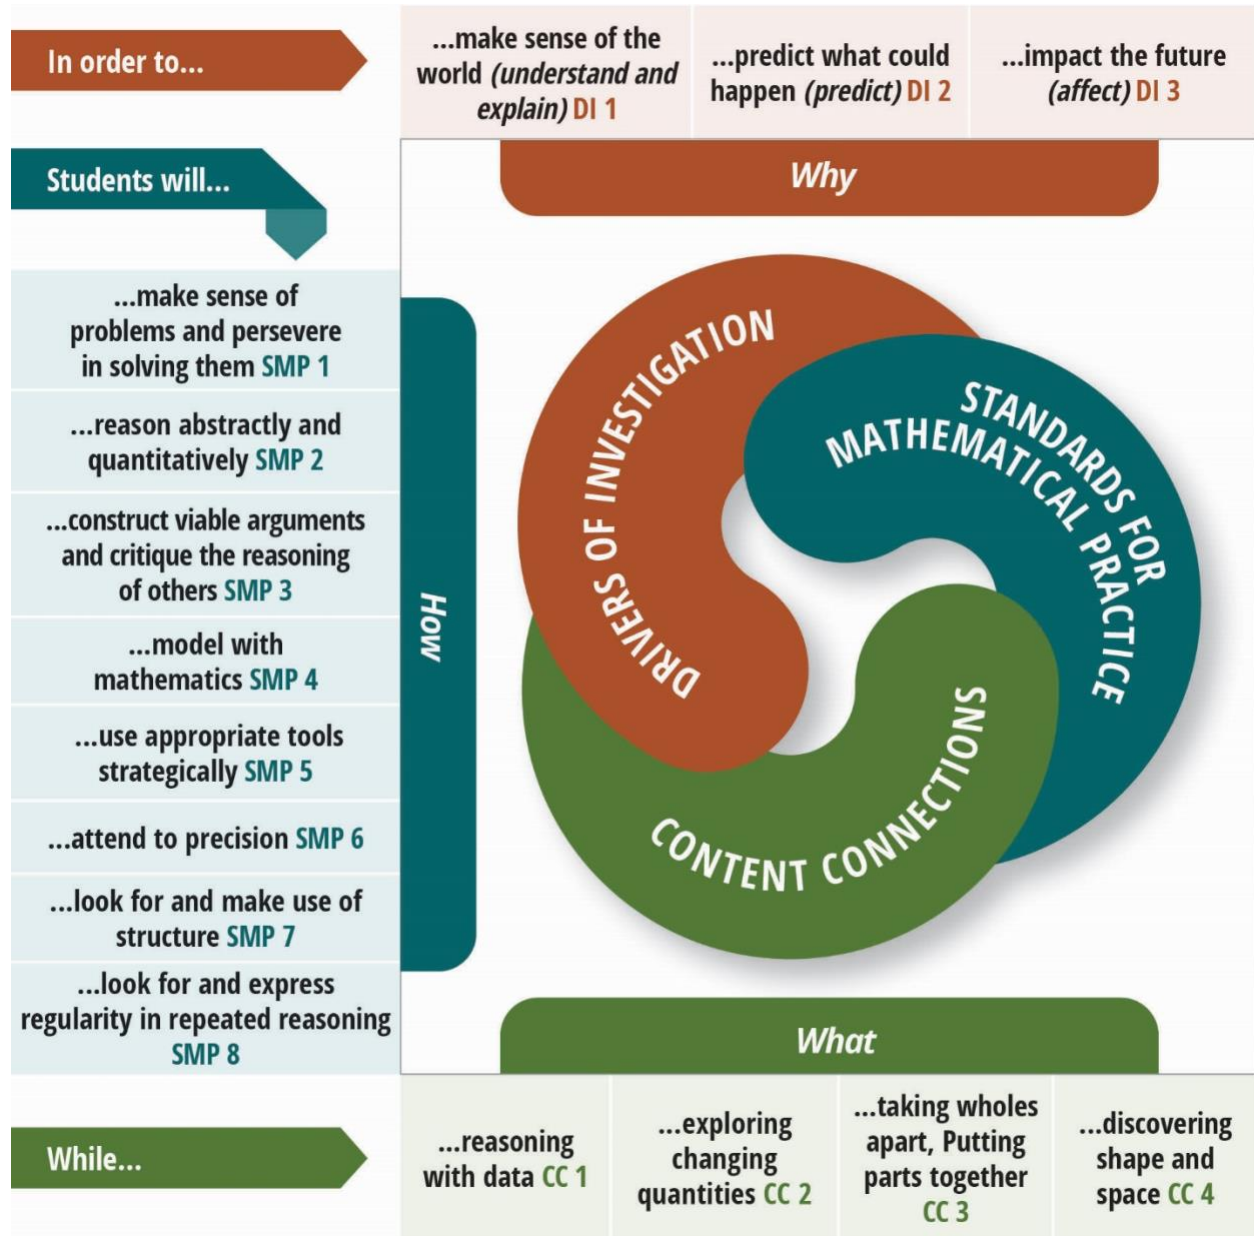 In order to...
...make sense of the
world (understand and
explain) DI 1
...predict what could
happen (predict) DI 2
...impact the future
(affect) DI 3
Students will...
Why
...make sense of
problems and persevere
in solving them SMP 1
...reason abstractly and
quantitatively SMP 2
...construct viable arguments
and critique the reasoning
of others SMP 3
...model with
mathematics SMP 4
...use appropriate tools
strategically SMP 5
...attend to precision SMP 6
...look for and make use of
structure SMP 7
...look for and express
regularity in repeated reasoning
SMP 8
How
DRIVERS OF INVESTIGATION
STANDARDS FOR
MATHEMATICAL PRACTICE
CONTENT CONNECTIONS
What
While...
...reasoning
with data CC 1
...exploring
changing
quantities CC 2
...taking wholes
apart, Putting
parts together
CC 3
...discovering
shape and
space CC 4